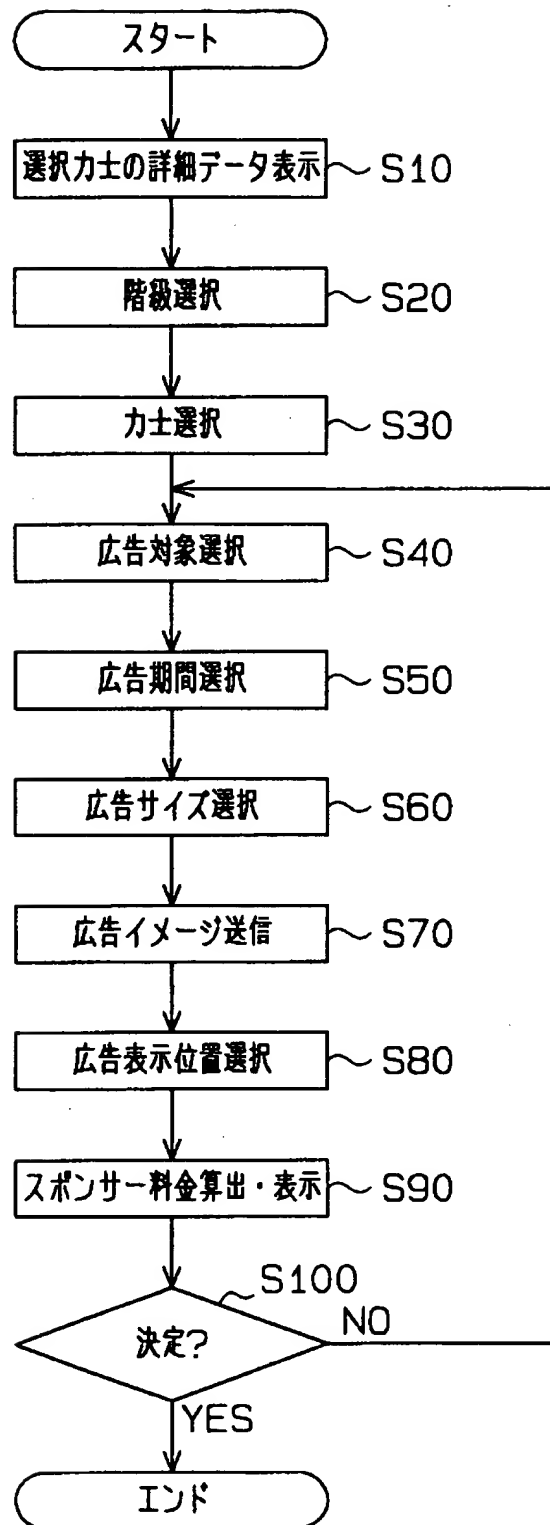 スタート
選択力士の詳細データ表示 S10
階級選択 S20
力士選択 S30
広告対象選択 S40
広告期間選択 S50
広告サイズ選択 S60
広告イメージ送信 S70
広告表示位置選択 S80
スポンサー料金算出・表示 S90
S100
決定?
NO
YES
エンド